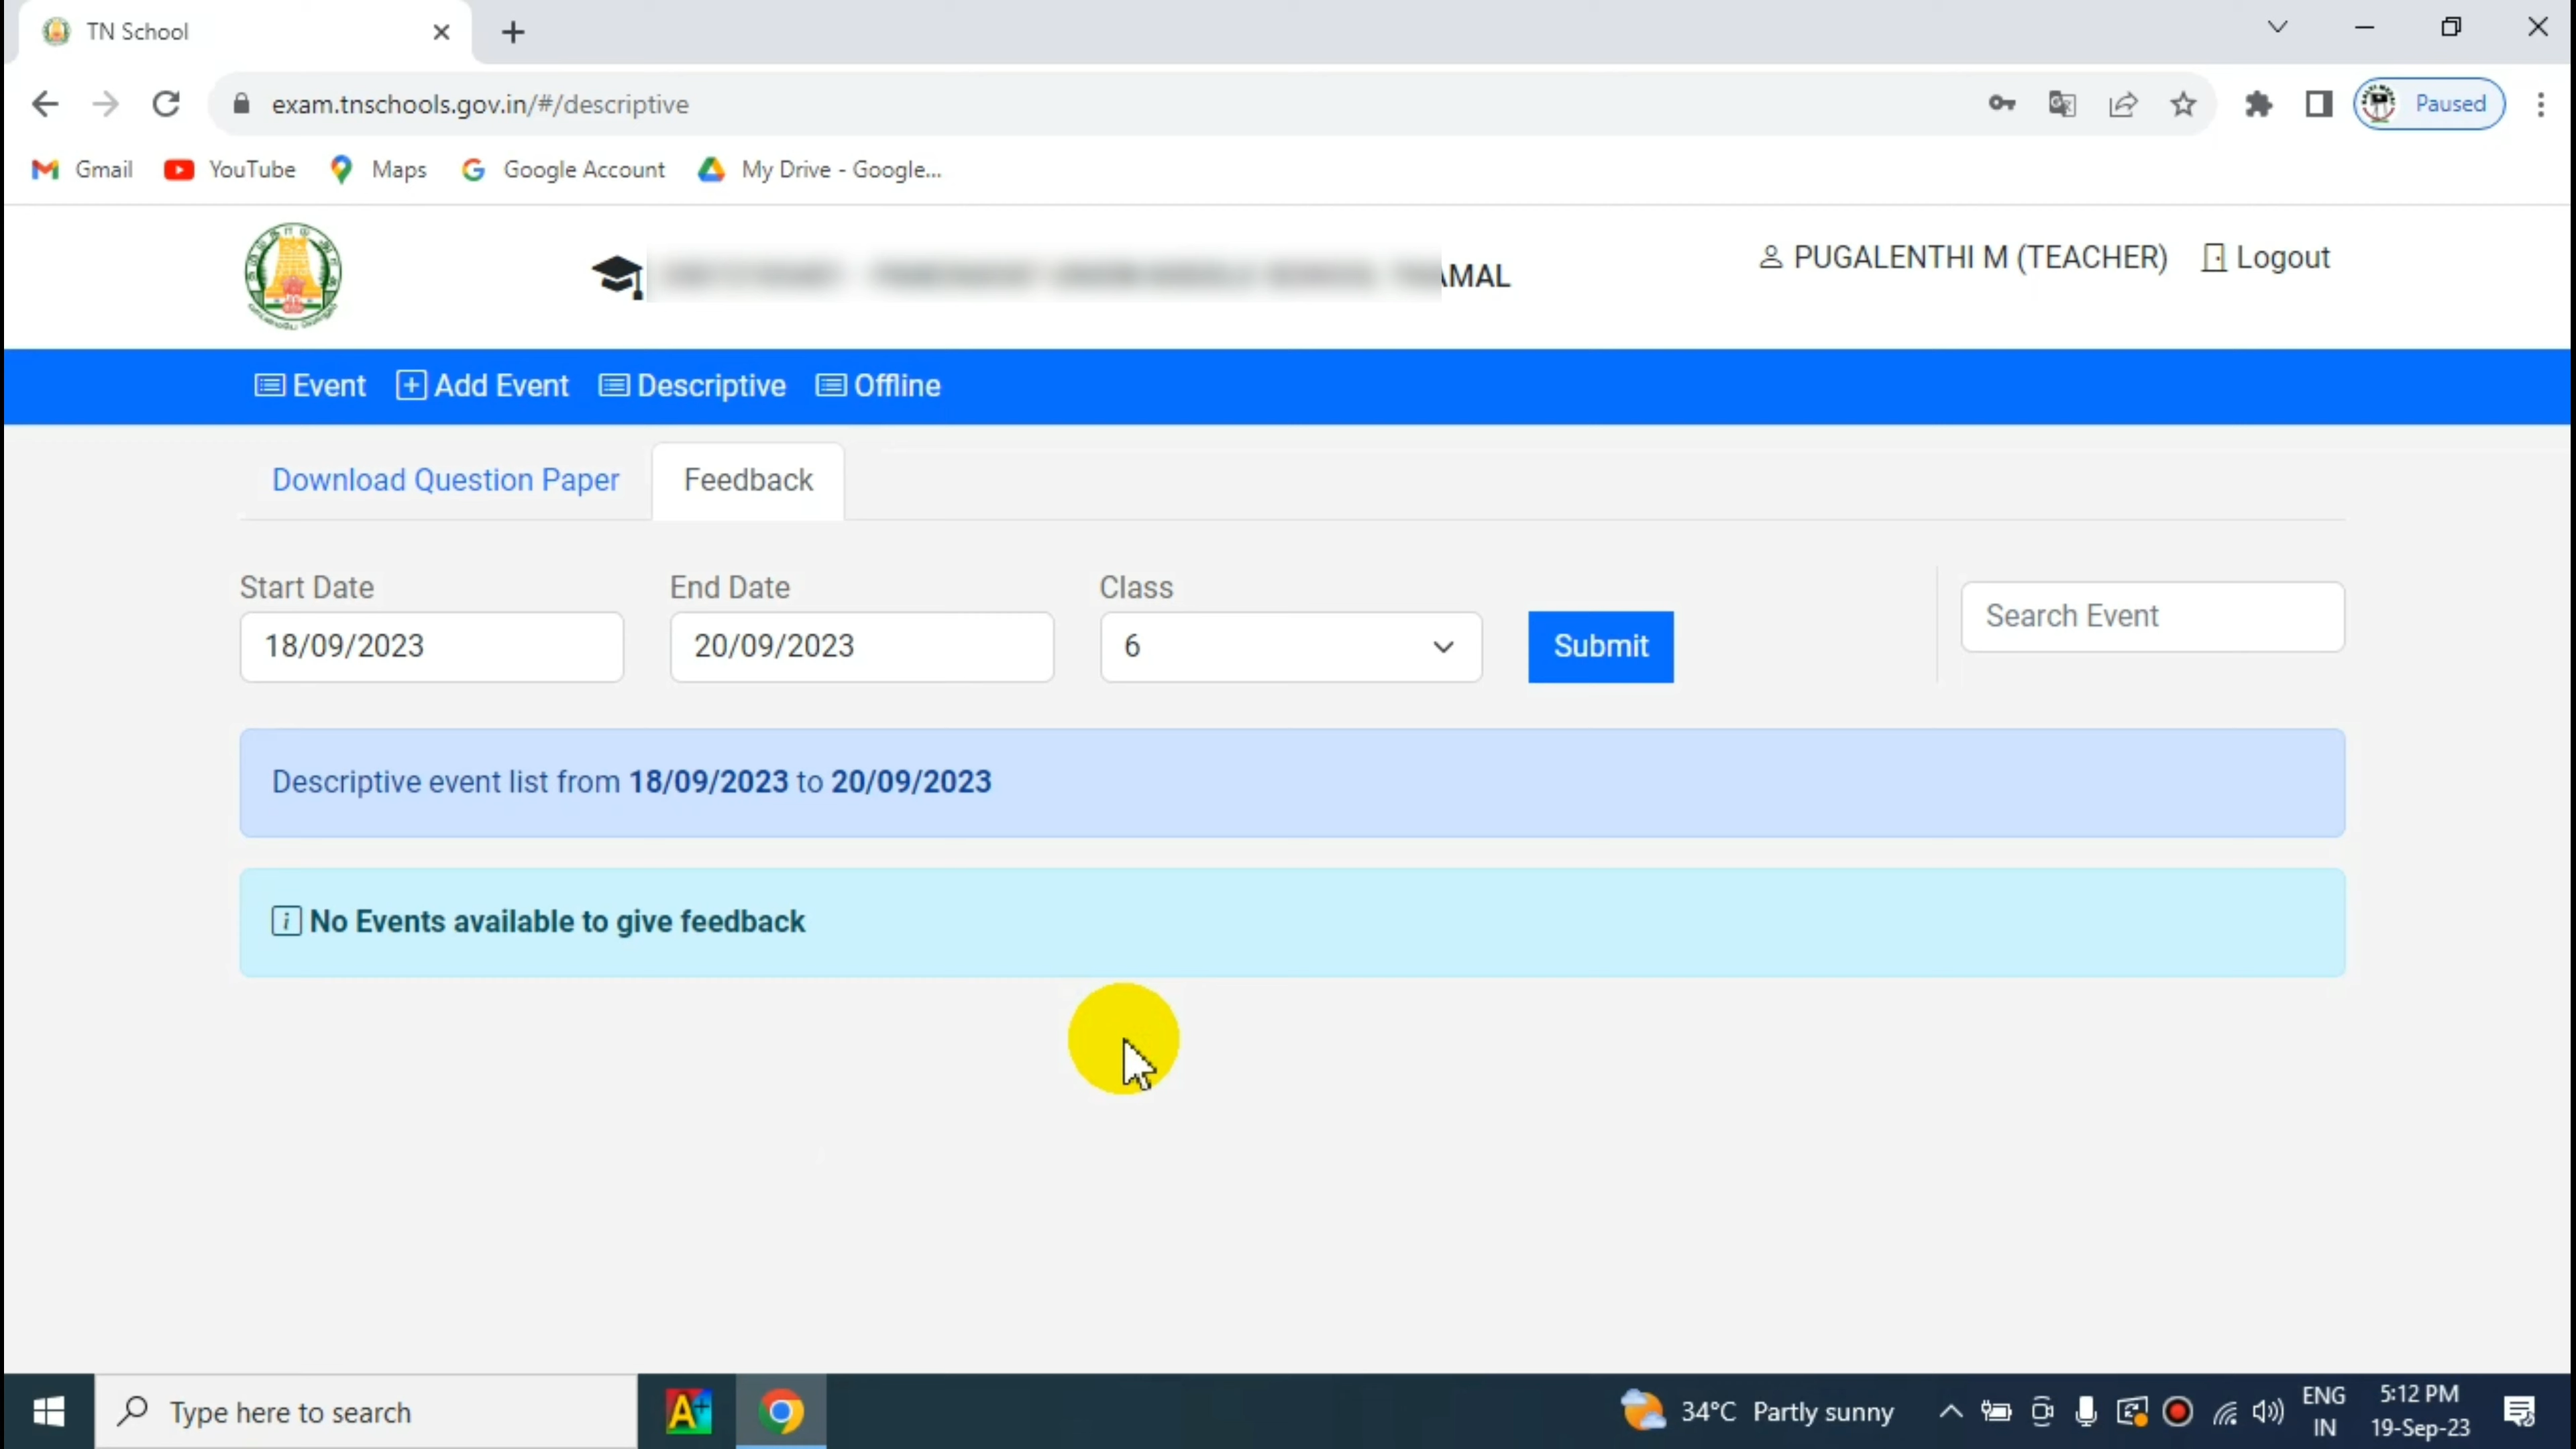 TN School
exam.tnschools.gov.in/#/descriptive
Paused
Gmail
YouTube
Maps
Google Account
My Drive - Google...
AMAL
PUGALENTHI M (TEACHER)
Logout
Event
Add Event
Descriptive
Offline
Download Question Paper
Feedback
Start Date
End Date
Class
18/09/2023
20/09/2023
6
Submit
Search Event
Descriptive event list from 18/09/2023 to 20/09/2023
No Events available to give feedback
Type here to search
34°C Partly sunny
ENG
IN
5:12 PM
19-Sep-23